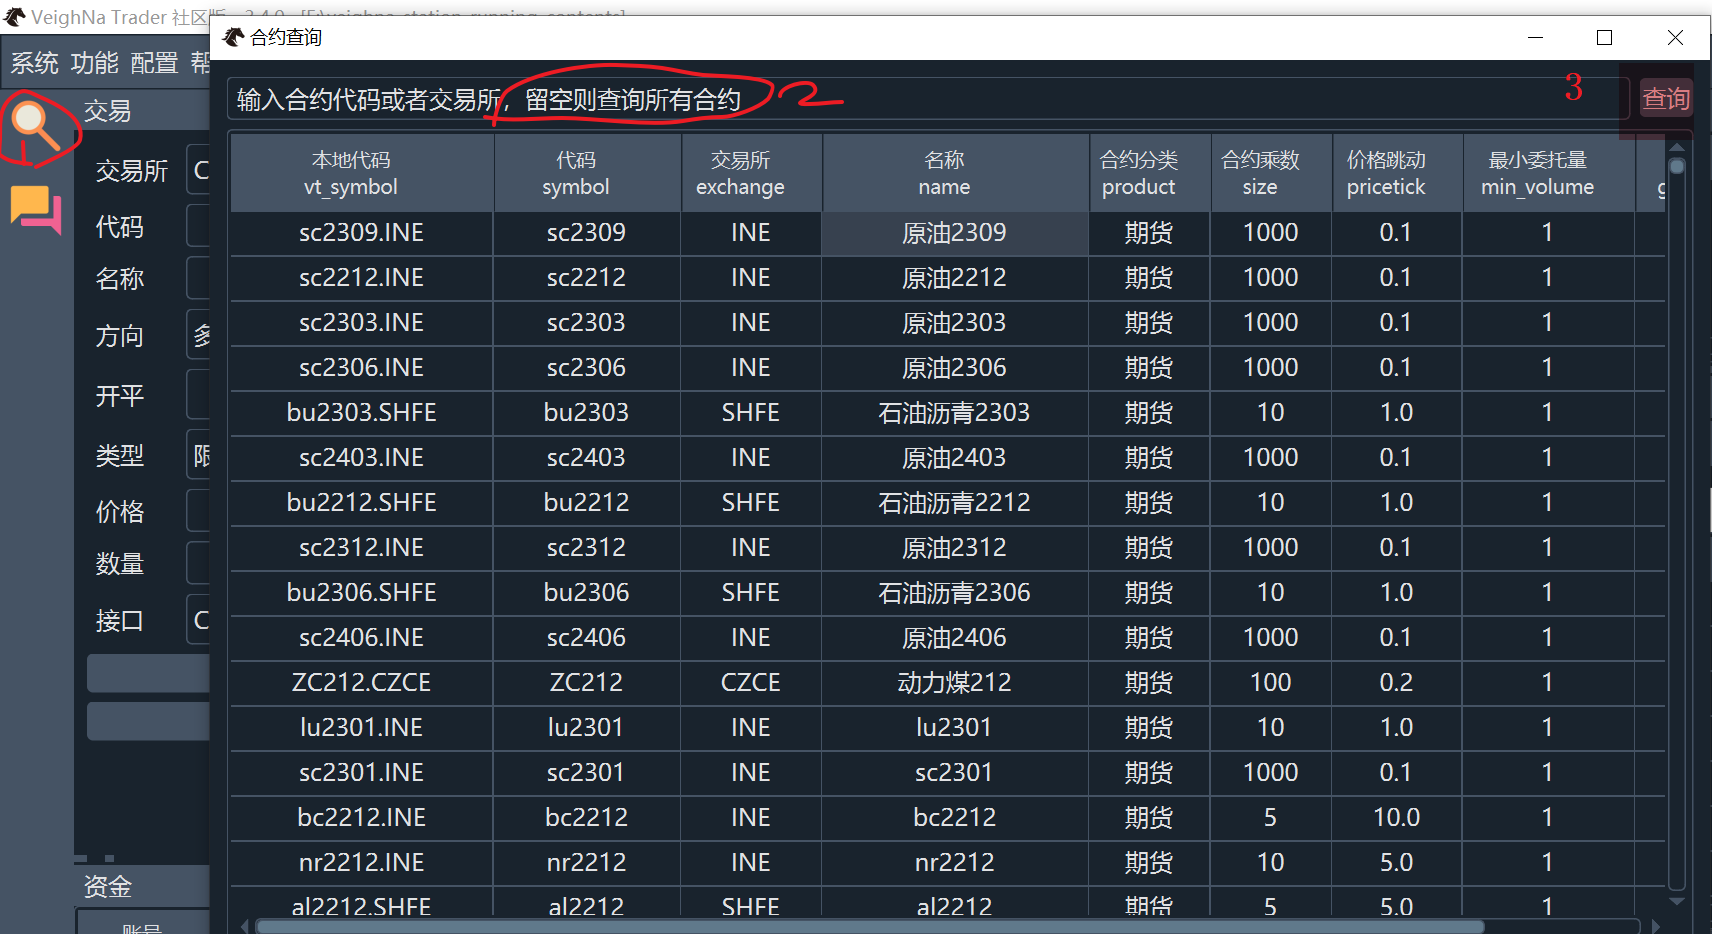 VeighNa Trader 社区版
合约查询
系统 功能 配置
输入合约代码或者交易所，留空则查询所有合约
2
3
查询
1
交易
交易所
代码
名称
方向 多
开平
类型 限
价格
数量
接口
本地代码 代码 交易所 名称 合约分类 合约乘数 价格跳动 最小委托量
vt_symbol symbol exchange name product size pricetick min_volume
sc2309.INE sc2309 INE 原油2309 期货 1000 0.1 1
sc2212.INE sc2212 INE 原油2212 期货 1000 0.1 1
sc2303.INE sc2303 INE 原油2303 期货 1000 0.1 1
sc2306.INE sc2306 INE 原油2306 期货 1000 0.1 1
bu2303.SHFE bu2303 SHFE 石油沥青2303 期货 10 1.0 1
sc2403.INE sc2403 INE 原油2403 期货 1000 0.1 1
bu2212.SHFE bu2212 SHFE 石油沥青2212 期货 10 1.0 1
sc2312.INE sc2312 INE 原油2312 期货 1000 0.1 1
bu2306.SHFE bu2306 SHFE 石油沥青2306 期货 10 1.0 1
sc2406.INE sc2406 INE 原油2406 期货 1000 0.1 1
ZC212.CZCE ZC212 CZCE 动力煤212 期货 100 0.2 1
lu2301.INE lu2301 INE lu2301 期货 10 1.0 1
sc2301.INE sc2301 INE sc2301 期货 1000 0.1 1
bc2212.INE bc2212 INE bc2212 期货 5 10.0 1
nr2212.INE nr2212 INE nr2212 期货 10 5.0 1
al2212.SHFE al2212 SHFE al2212 期货 5 5.0 1
资金
账号